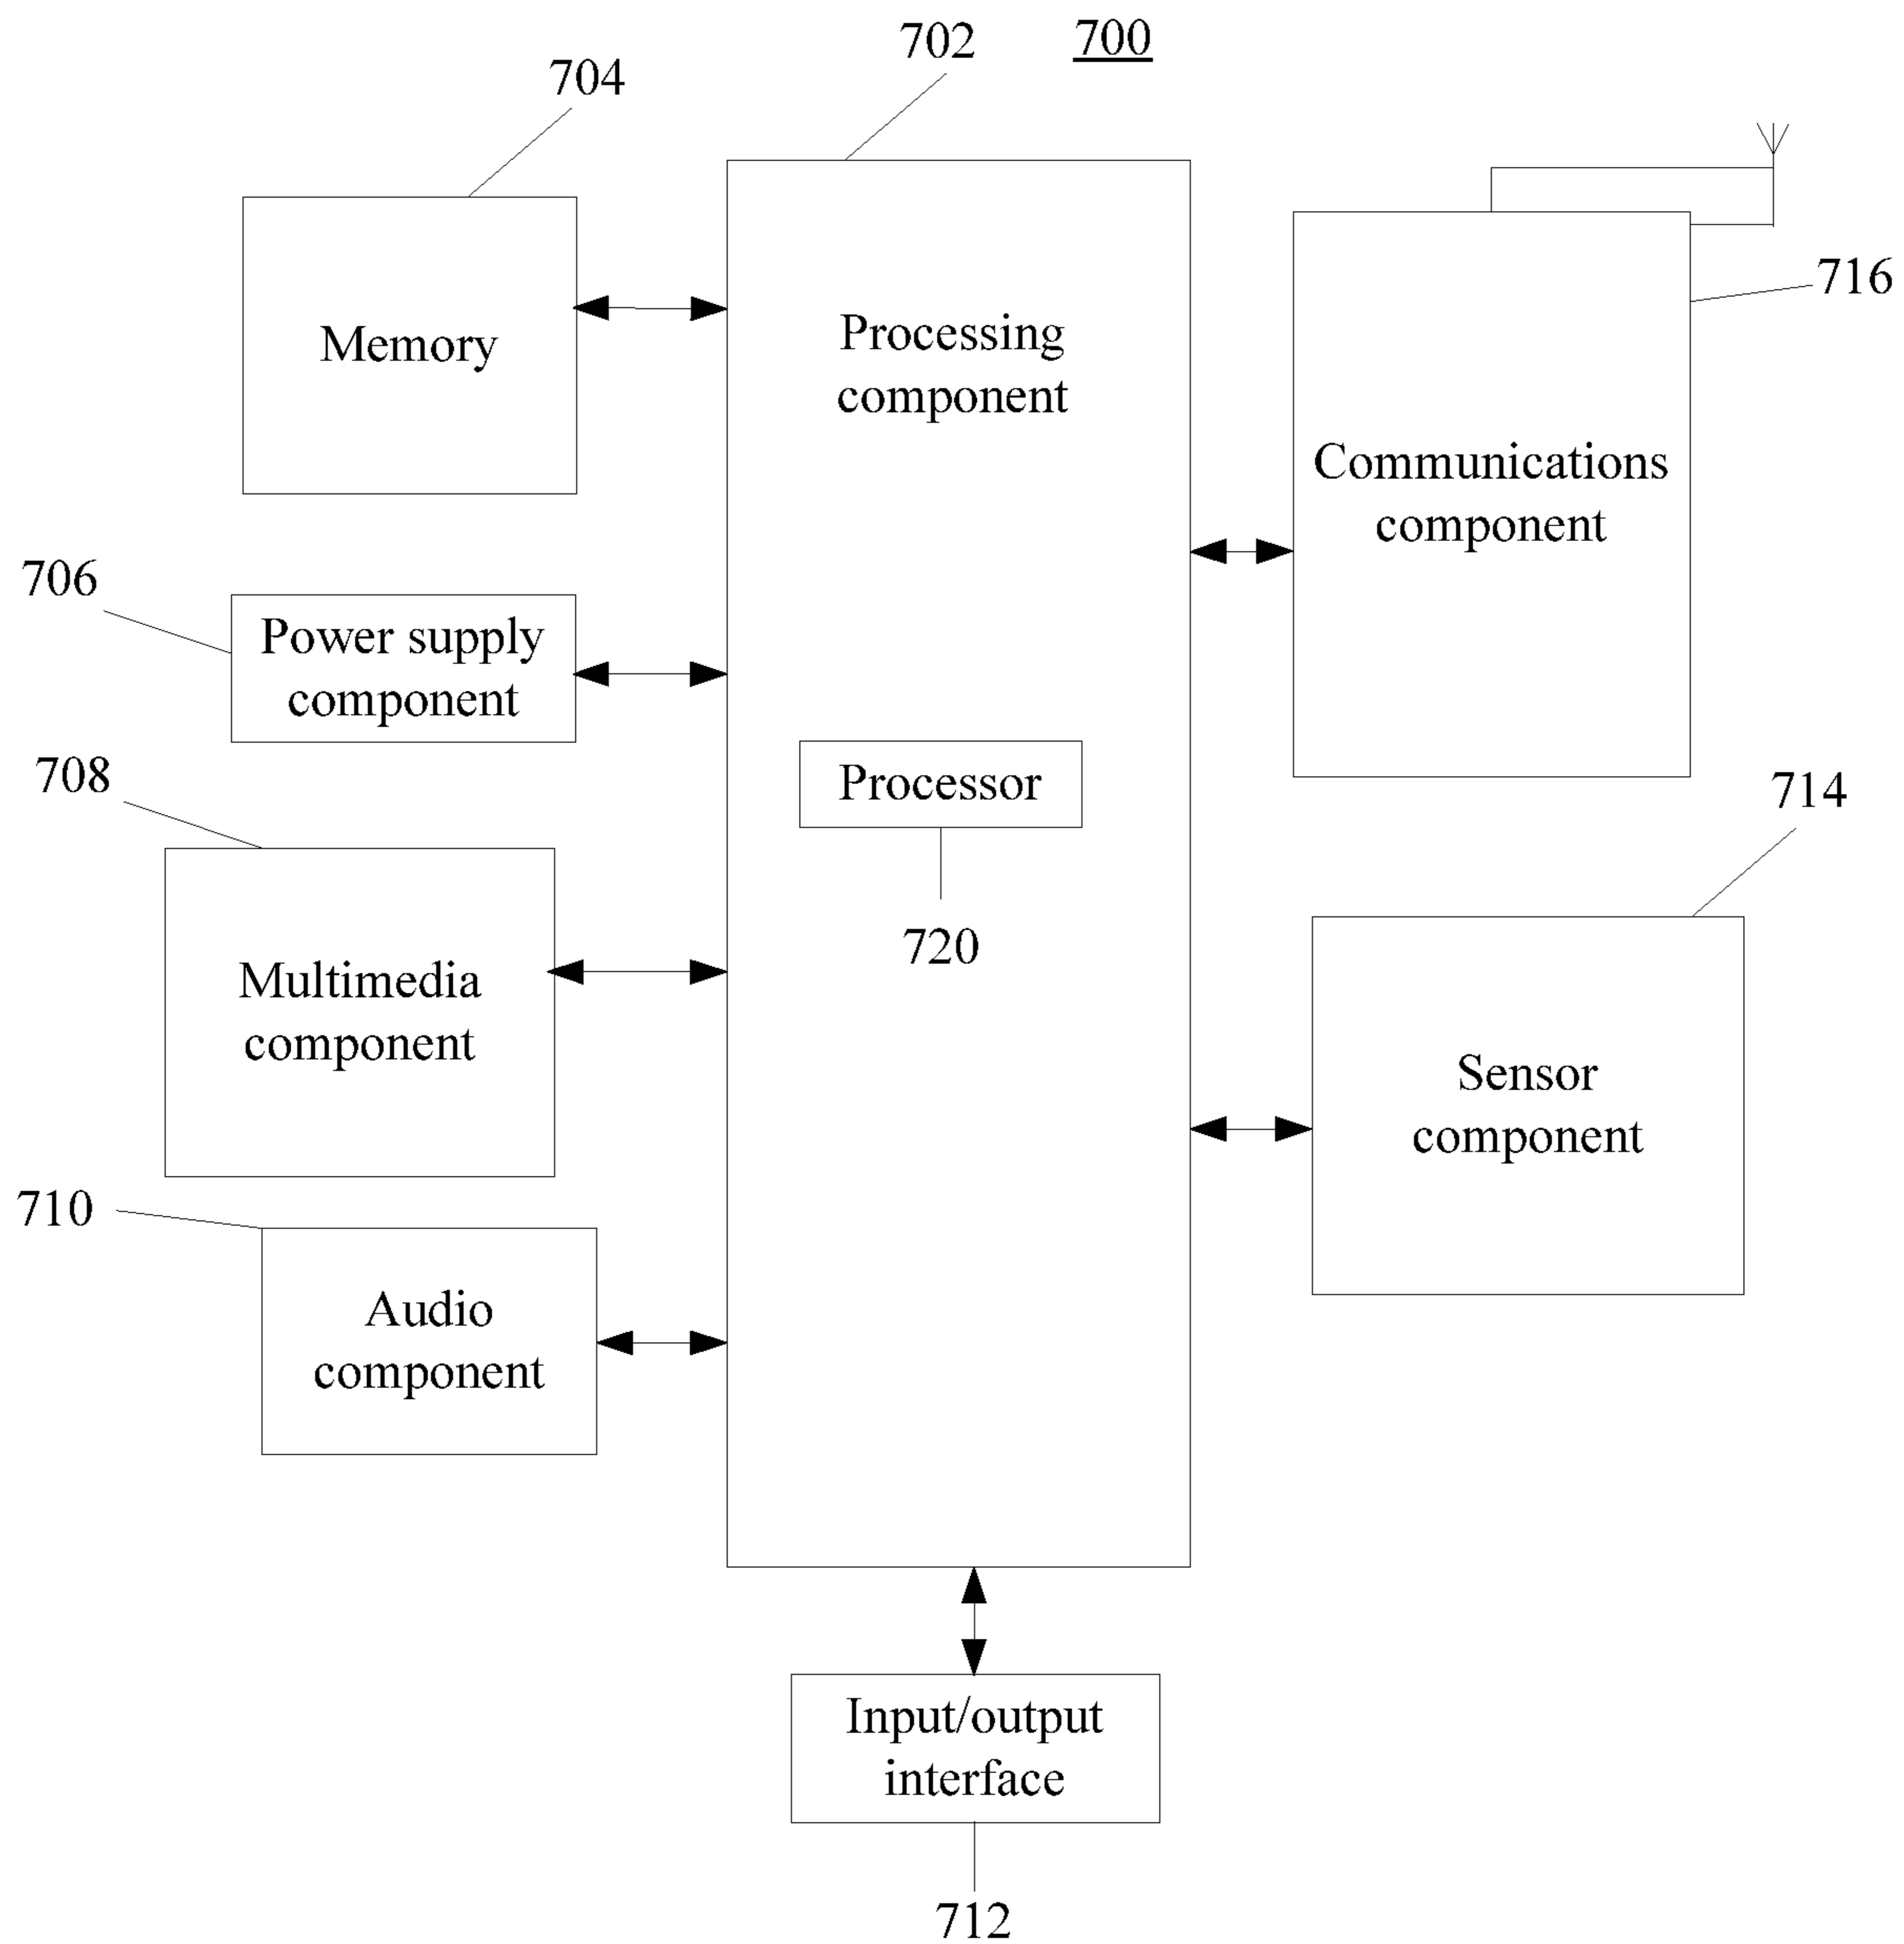 702
700
704
716
Memory
Processing
component
Communications
component
706
Power supply
component
708
Processor
714
720
Multimedia
component
Sensor
component
710
Audio
component
Input/output
interface
712